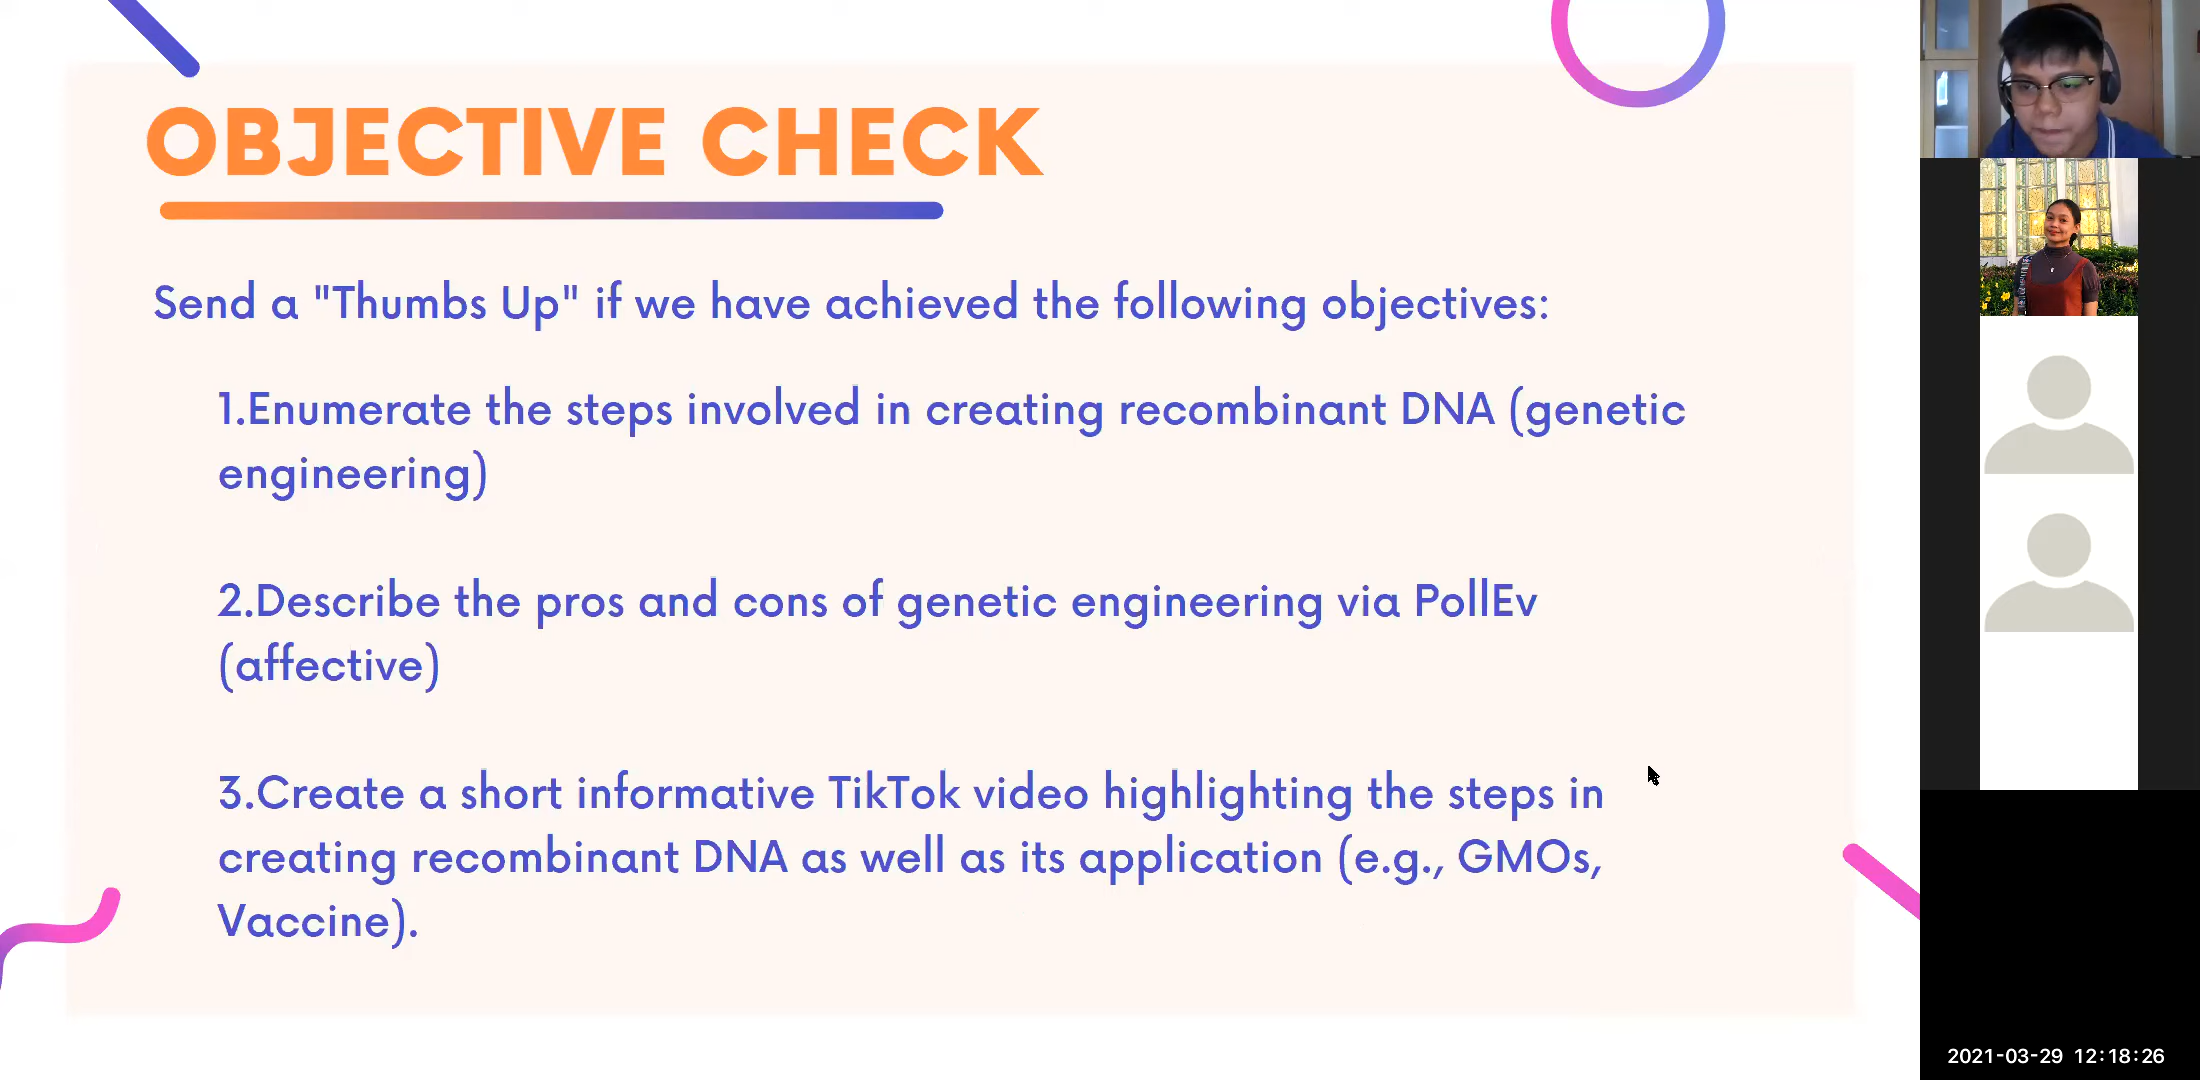 OBJECTIVE CHECK
Send a "Thumbs Up" if we have achieved the following objectives:
1.Enumerate the steps involved in creating recombinant DNA (genetic
engineering)
2.Describe the pros and cons of genetic engineering via PollEv
(affective)
3.Create a short informative TikTok video highlighting the steps in
creating recombinant DNA as well as its application (e.g., GMOs,
Vaccine).
2021-03-29 12:18:26